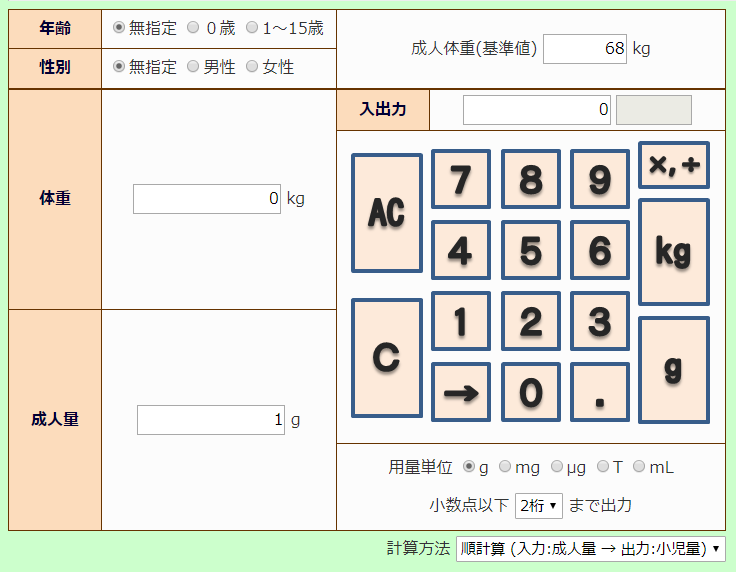 年齢 無指定 0歳 1～15歳
成人体重(基準値) 68 kg
性別 無指定 男性 女性
体重 0 kg
入出力 0
AC 7 8 9 ×,÷
4 5 6 kg
C 1 2 3 g
→ 0 .
成人量 1 g
用量単位 g mg μg T mL
小数点以下 2桁 ▼ まで出力
計算方法 順計算 (入力:成人量 → 出力:小児量) ▼